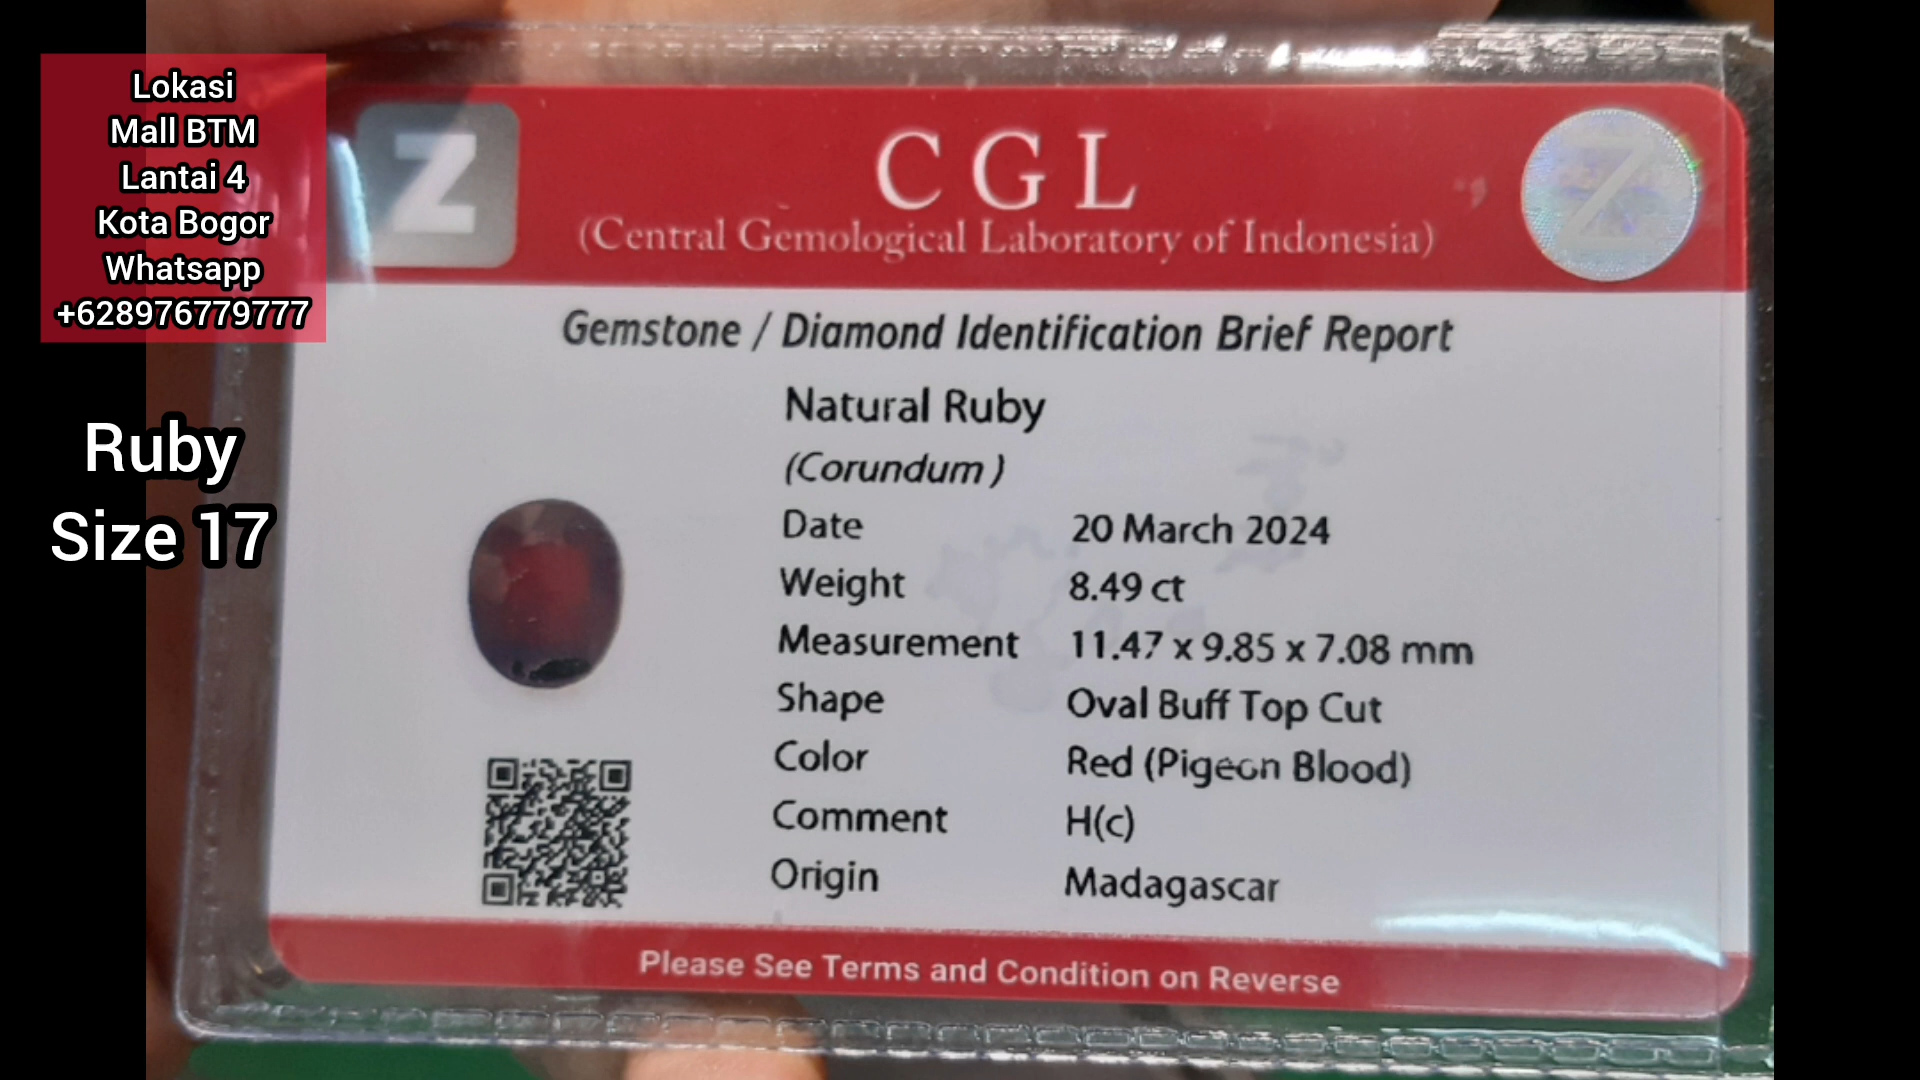 Lokasi
Mall BTM
Lantai 4
Kota Bogor
Whatsapp
+628976779777
Ruby
Size 17
Z
C G L
Z
(Central Gemological Laboratory of Indonesia)
Gemstone / Diamond Identification Brief Report
Natural Ruby
(Corundum )
Date 20 March 2024
Weight 8.49 ct
Measurement 11.47 x 9.85 x 7.08 mm
Shape Oval Buff Top Cut
Color Red (Pigeon Blood)
Comment H(c)
Origin Madagascar
Please See Terms and Condition on Reverse